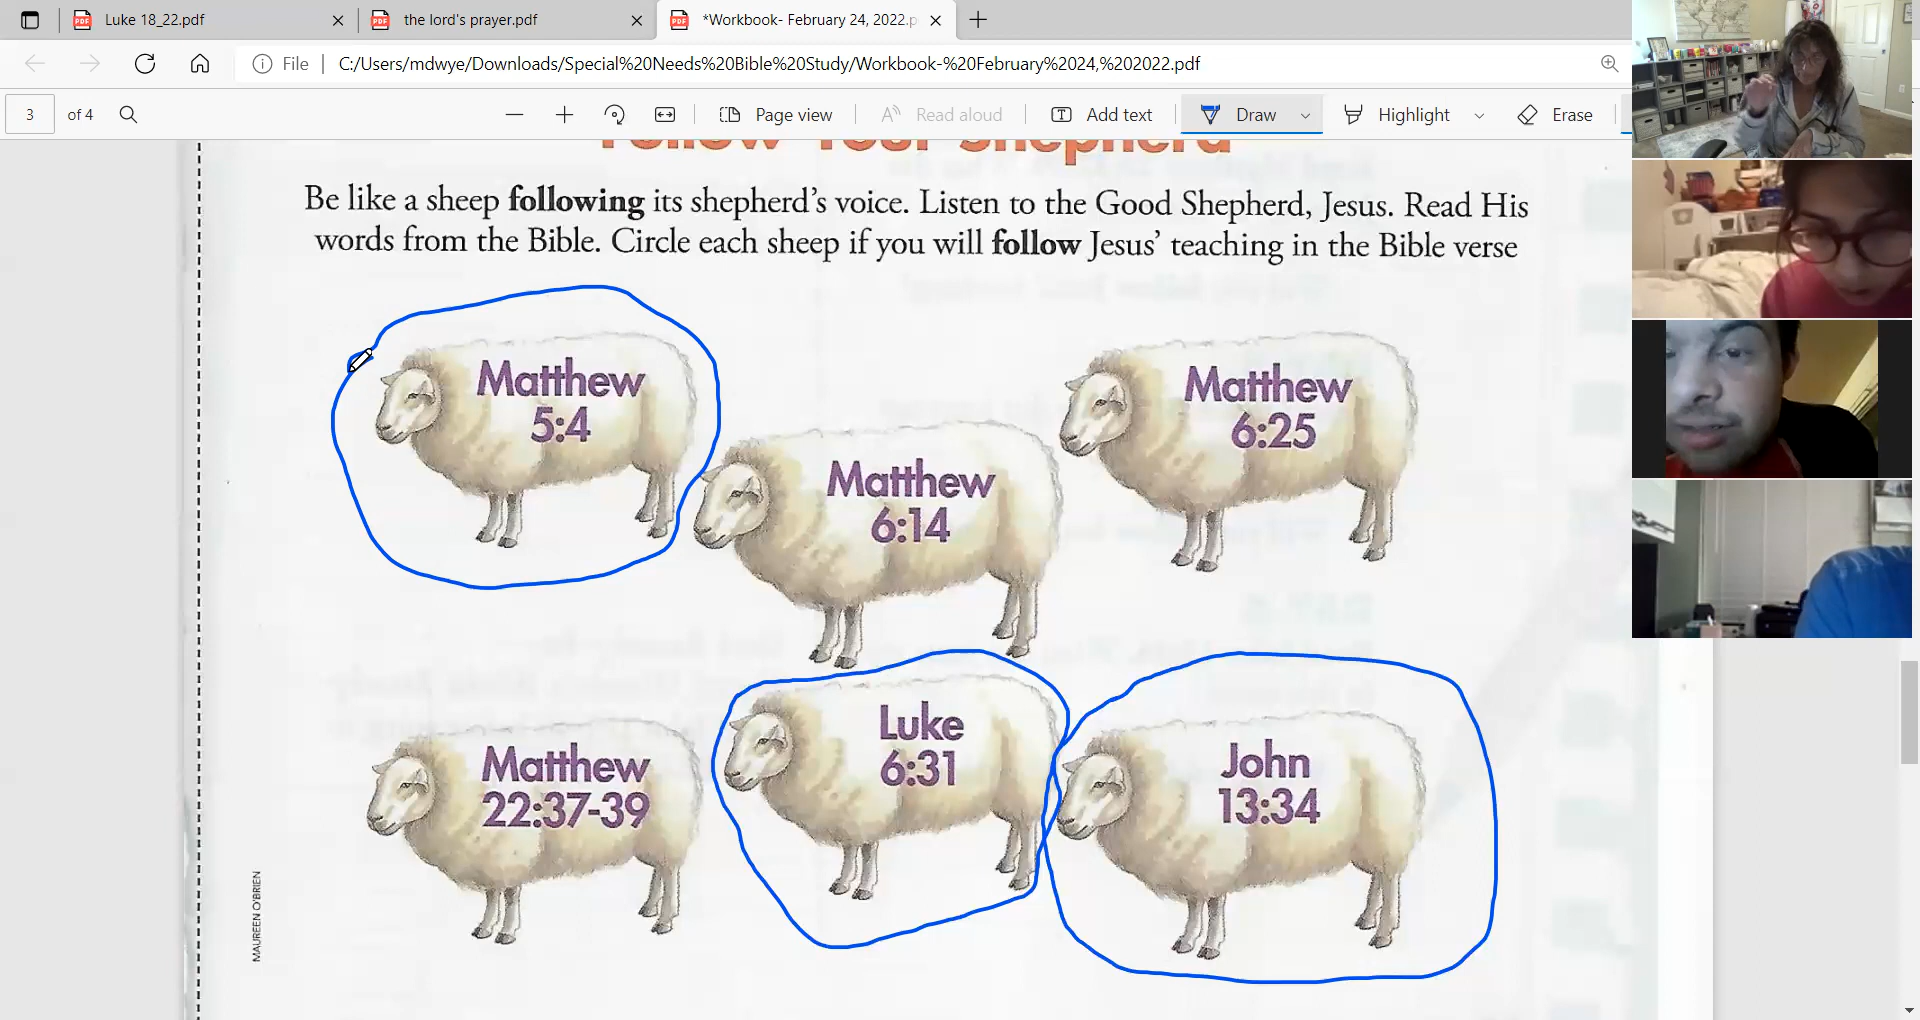 Luke 18_22.pdf
the lord's prayer.pdf
*Workbook- February 24, 2022.p
File
C:/Users/mdwye/Downloads/Special%20Needs%20Bible%20Study/Workbook-%20February%2024,%202022.pdf
3 of 4
Page view
Read aloud
Add text
Draw
Highlight
Erase
Follow Your Shepherd
Be like a sheep following its shepherd's voice. Listen to the Good Shepherd, Jesus. Read His
words from the Bible. Circle each sheep if you will follow Jesus' teaching in the Bible verse
Matthew
5:4
Matthew
6:25
Matthew
6:14
Matthew
22:37-39
Luke
6:31
John
13:34
MAUREEN O'BRIEN